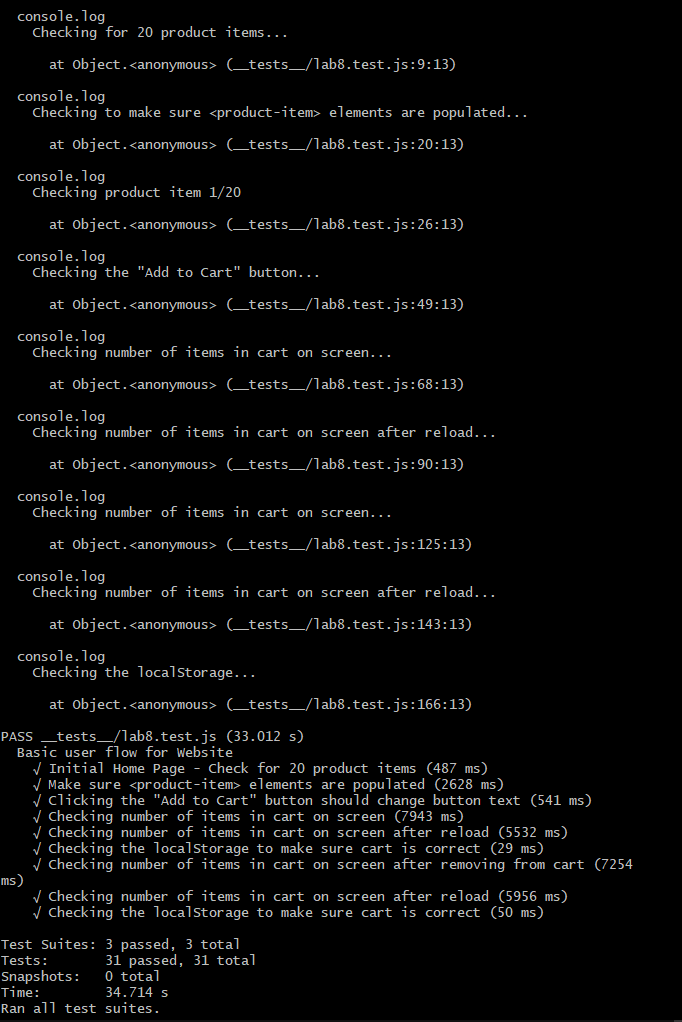 console.log
Checking for 20 product items...
at Object.<anonymous> (__tests__/lab8.test.js:9:13)
console.log
Checking to make sure <product-item> elements are populated...
at Object.<anonymous> (__tests__/lab8.test.js:20:13)
console.log
Checking product item 1/20
at Object.<anonymous> (__tests__/lab8.test.js:26:13)
console.log
Checking the "Add to Cart" button...
at Object.<anonymous> (__tests__/lab8.test.js:49:13)
console.log
Checking number of items in cart on screen...
at Object.<anonymous> (__tests__/lab8.test.js:68:13)
console.log
Checking number of items in cart on screen after reload...
at Object.<anonymous> (__tests__/lab8.test.js:90:13)
console.log
Checking number of items in cart on screen...
at Object.<anonymous> (__tests__/lab8.test.js:125:13)
console.log
Checking number of items in cart on screen after reload...
at Object.<anonymous> (__tests__/lab8.test.js:143:13)
console.log
Checking the localStorage...
at Object.<anonymous> (__tests__/lab8.test.js:166:13)
PASS __tests__/lab8.test.js (33.012 s)
Basic user flow for Website
√ Initial Home Page - Check for 20 product items (487 ms)
√ Make sure <product-item> elements are populated (2628 ms)
√ Clicking the "Add to Cart" button should change button text (541 ms)
√ Checking number of items in cart on screen (7943 ms)
√ Checking number of items in cart on screen after reload (5532 ms)
√ Checking the localStorage to make sure cart is correct (29 ms)
√ Checking number of items in cart on screen after removing from cart (7254
ms)
√ Checking number of items in cart on screen after reload (5956 ms)
√ Checking the localStorage to make sure cart is correct (50 ms)
Test Suites: 3 passed, 3 total
Tests: 31 passed, 31 total
Snapshots: 0 total
Time: 34.714 s
Ran all test suites.